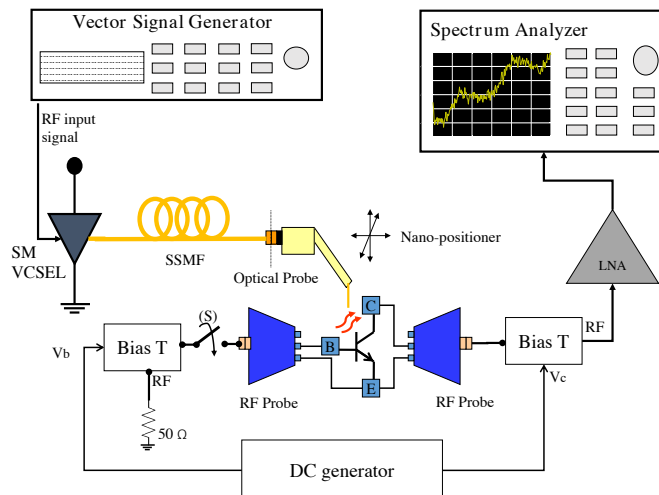 Vector Signal Generator
Spectrum Analyzer
RF input
signal
SM
VCSEL
SSMF
Optical Probe
Nano-positioner
LNA
RF
C
(S)
B
Bias T
Vb
RF
E
Bias T
Vc
RF Probe
RF Probe
50 Ω
DC generator